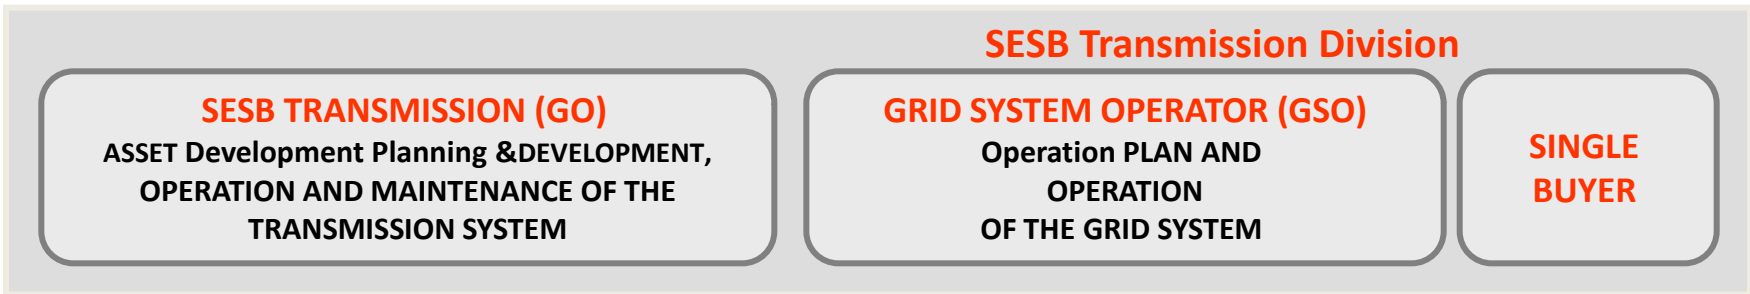 SESB Transmission Division
SESB TRANSMISSION (GO)
ASSET Development Planning &DEVELOPMENT,
OPERATION AND MAINTENANCE OF THE
TRANSMISSION SYSTEM
GRID SYSTEM OPERATOR (GSO)
Operation PLAN AND
OPERATION
OF THE GRID SYSTEM
SINGLE
BUYER